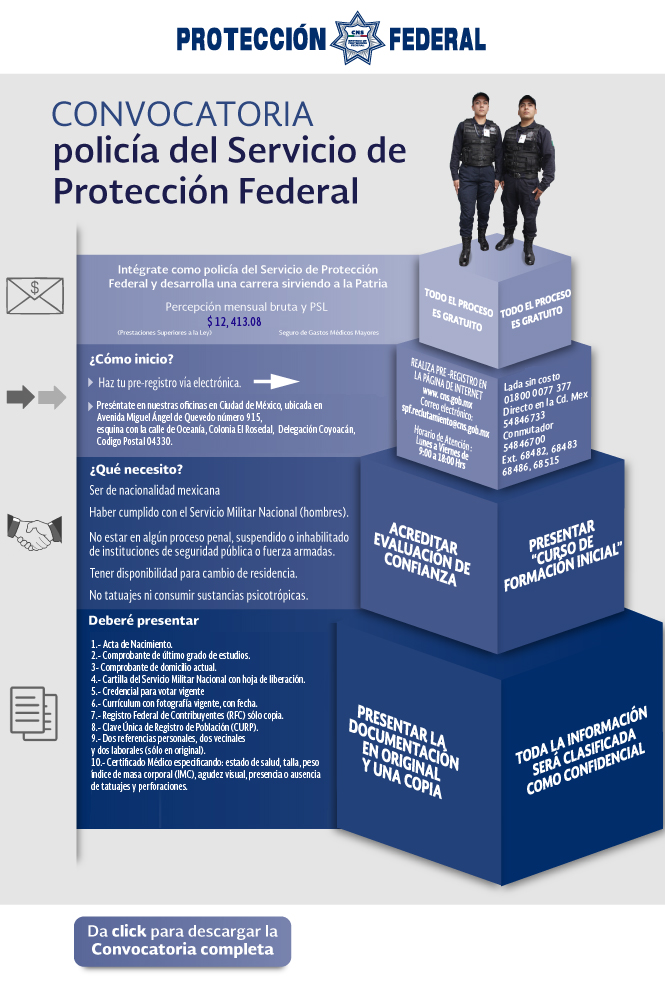 PROTECCIÓN FEDERAL
CNS
CONVOCATORIA
policía del Servicio de
Protección Federal
Intégrate como policía del Servicio de Protección
Federal y desarrolla una carrera sirviendo a la Patria
Percepción mensual bruta y PSL
$ 12, 413.08
(Prestaciones Superiores a la Ley)
Seguro de Gastos Médicos Mayores
TODO EL PROCESO
ES GRATUITO
TODO EL PROCESO
ES GRATUITO
¿Cómo inicio?
Haz tu pre-registro vía electrónica.
Preséntate en nuestras oficinas en Ciudad de México, ubicada en
Avenida Miguel Ángel de Quevedo número 915,
esquina con la calle de Oceanía, Colonia El Rosedal, Delegación Coyoacán,
Codigo Postal 04330.
REALIZA PRE -REGISTRO EN
LA PÁGINA DE INTERNET
www. cns.gob.mx
Correo electrónico:
spf.reclutamiento@cns.gob.mx
Horario de Atención :
Lunes a Viernes de
9:00 a 18:00 Hrs
Lada sin costo
01800 0077 377
Directo en la Cd. Mex
54846733
Conmutador
54846700
Ext. 68482, 68483
68486, 68515
¿Qué necesito?
Ser de nacionalidad mexicana
Haber cumplido con el Servicio Militar Nacional (hombres).
No estar en algún proceso penal, suspendido o inhabilitado
de instituciones de seguridad pública o fuerza armadas.
Tener disponibilidad para cambio de residencia.
No tatuajes ni consumir sustancias psicotrópicas.
ACREDITAR
EVALUACIÓN DE
CONFIANZA
PRESENTAR
“CURSO DE
FORMACIÓN INICIAL”
Deberé presentar
1.- Acta de Nacimiento.
2.- Comprobante de último grado de estudios.
3- Comprobante de domicilio actual.
4.- Cartilla del Servicio Militar Nacional con hoja de liberación.
5.- Credencial para votar vigente
6.- Currículum con fotografía vigente, con fecha.
7.- Registro Federal de Contribuyentes (RFC) sólo copia.
8.- Clave Única de Registro de Población (CURP).
9.- Dos referencias personales, dos vecinales
y dos laborales (sólo en original).
10.- Certificado Médico especificando: estado de salud, talla, peso
índice de masa corporal (IMC), agudez visual, presencia o ausencia
de tatuajes y perforaciones.
PRESENTAR LA
DOCUMENTACIÓN
EN ORIGINAL
Y UNA COPIA
TODA LA INFORMACIÓN
SERÁ CLASIFICADA
COMO CONFIDENCIAL
Da click para descargar la
Convocatoria completa